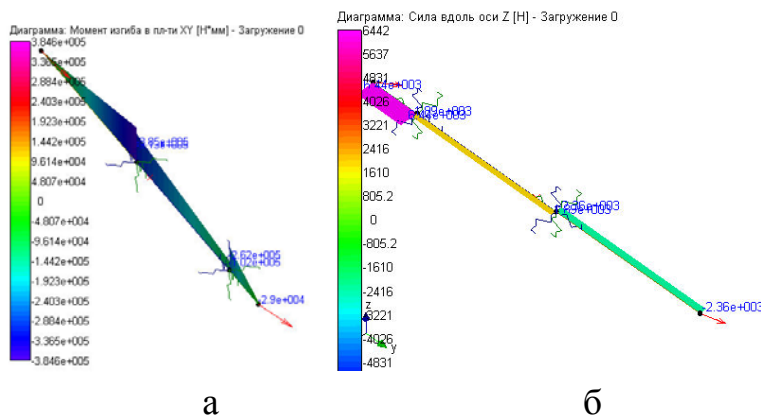 Диаграмма: Момент изгиба в пл-ти XY [Н*мм] - Загружение 0
3.846e+005
3.365e+005
2.884e+005
2.403e+005
1.923e+005
1.442e+005
9.614e+004
4.807e+004
0
-4.807e+004
-9.614e+004
-1.442e+005
-1.923e+005
-2.403e+005
-2.884e+005
-3.365e+005
-3.846e+005
-2.9e+004
а
Диаграмма: Сила вдоль оси Z [Н] - Загружение 0
6442
4831
4026
3221
2416
1610
805.2
0
-805.2
-1610
-2416
-3221
-4026
-4831
-2.36e+003
z
y
б